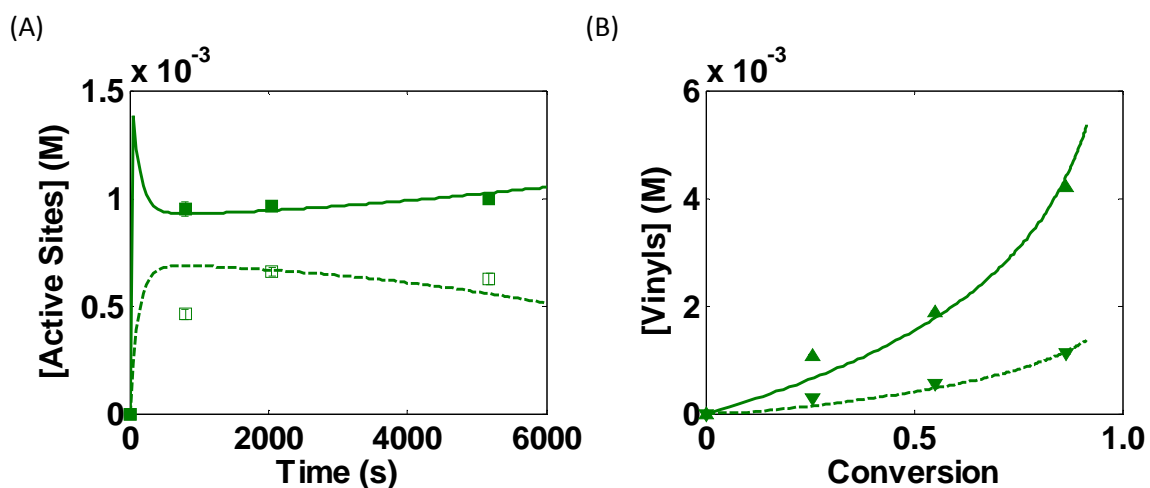 (A)
x 10⁻³
[Active Sites] (M)
1.5
1
0.5
0
0
2000
4000
6000
Time (s)
(B)
x 10⁻³
[Vinyls] (M)
6
4
2
0
0
0.5
1.0
Conversion